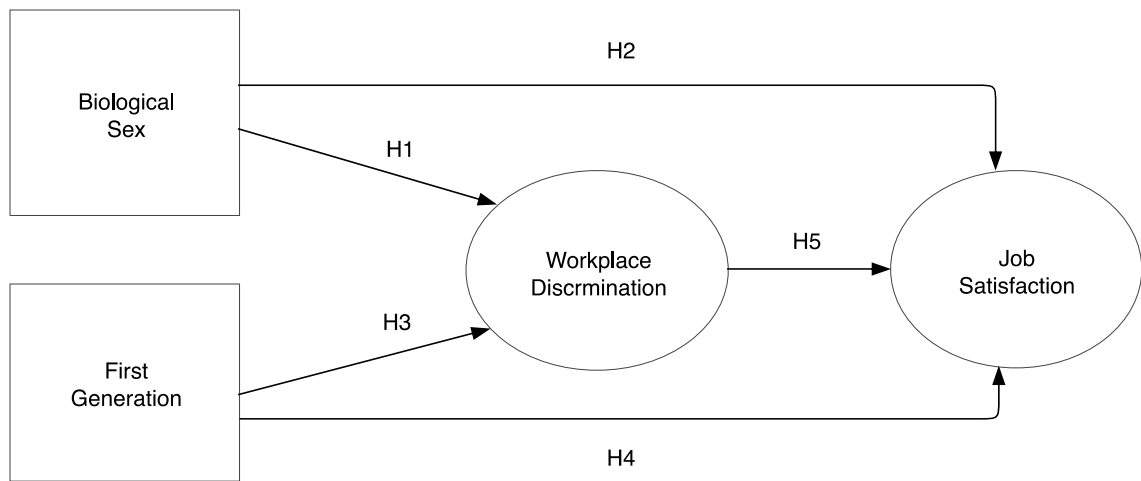 H2
Biological
Sex
H1
Workplace
Discrmination
H5
Job
Satisfaction
H3
First
Generation
H4